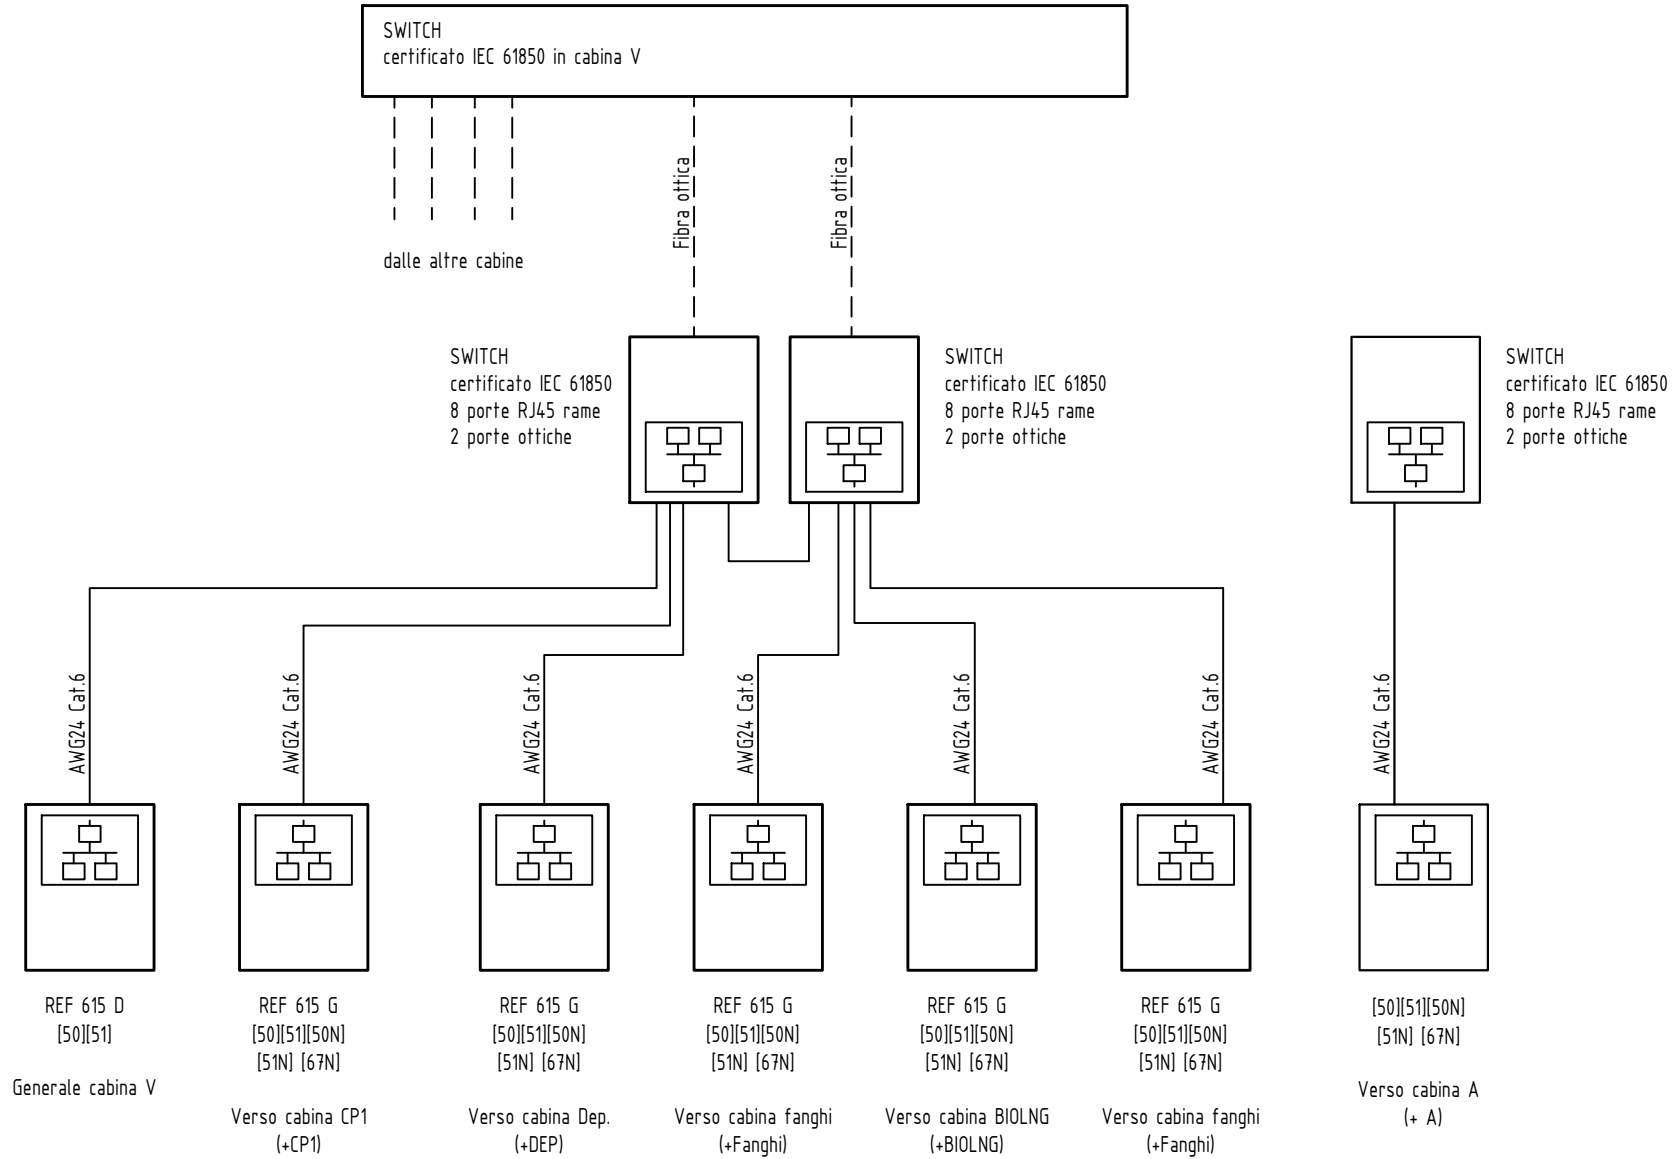 SWITCH
certificato IEC 61850 in cabina V
Fibra ottica
Fibra ottica
dalle altre cabine
SWITCH
certificato IEC 61850
8 porte RJ45 rame
2 porte ottiche
SWITCH
certificato IEC 61850
8 porte RJ45 rame
2 porte ottiche
SWITCH
certificato IEC 61850
8 porte RJ45 rame
2 porte ottiche
AWG24 Cat.6
AWG24 Cat.6
AWG24 Cat.6
AWG24 Cat.6
AWG24 Cat.6
AWG24 Cat.6
AWG24 Cat.6
REF 615 D
[50][51]
Generale cabina V
REF 615 G
[50][51][50N]
[51N] [67N]
Verso cabina CP1
(+CP1)
REF 615 G
[50][51][50N]
[51N] [67N]
Verso cabina Dep.
(+DEP)
REF 615 G
[50][51][50N]
[51N] [67N]
Verso cabina fanghi
(+Fanghi)
REF 615 G
[50][51][50N]
[51N] [67N]
Verso cabina BIOLNG
(+BIOLNG)
REF 615 G
[50][51][50N]
[51N] [67N]
Verso cabina fanghi
(+Fanghi)
[50][51][50N]
[51N] [67N]
Verso cabina A
(+ A)